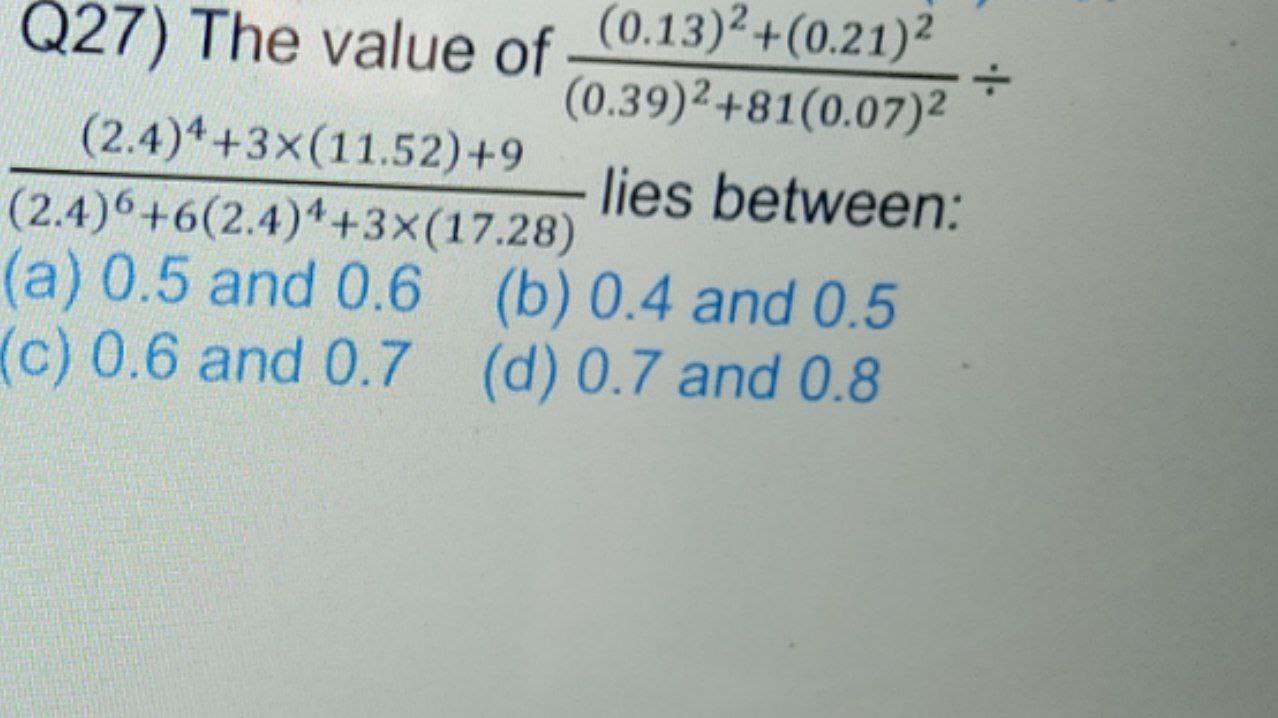 Q27) The value of \frac{(0.13)^2+(0.21)^2}{(0.39)^2+81(0.07)^2} ÷
\frac{(2.4)^4+3×(11.52)+9}{(2.4)^6+6(2.4)^4+3×(17.28)} lies between:
(a) 0.5 and 0.6 (b) 0.4 and 0.5
(c) 0.6 and 0.7 (d) 0.7 and 0.8